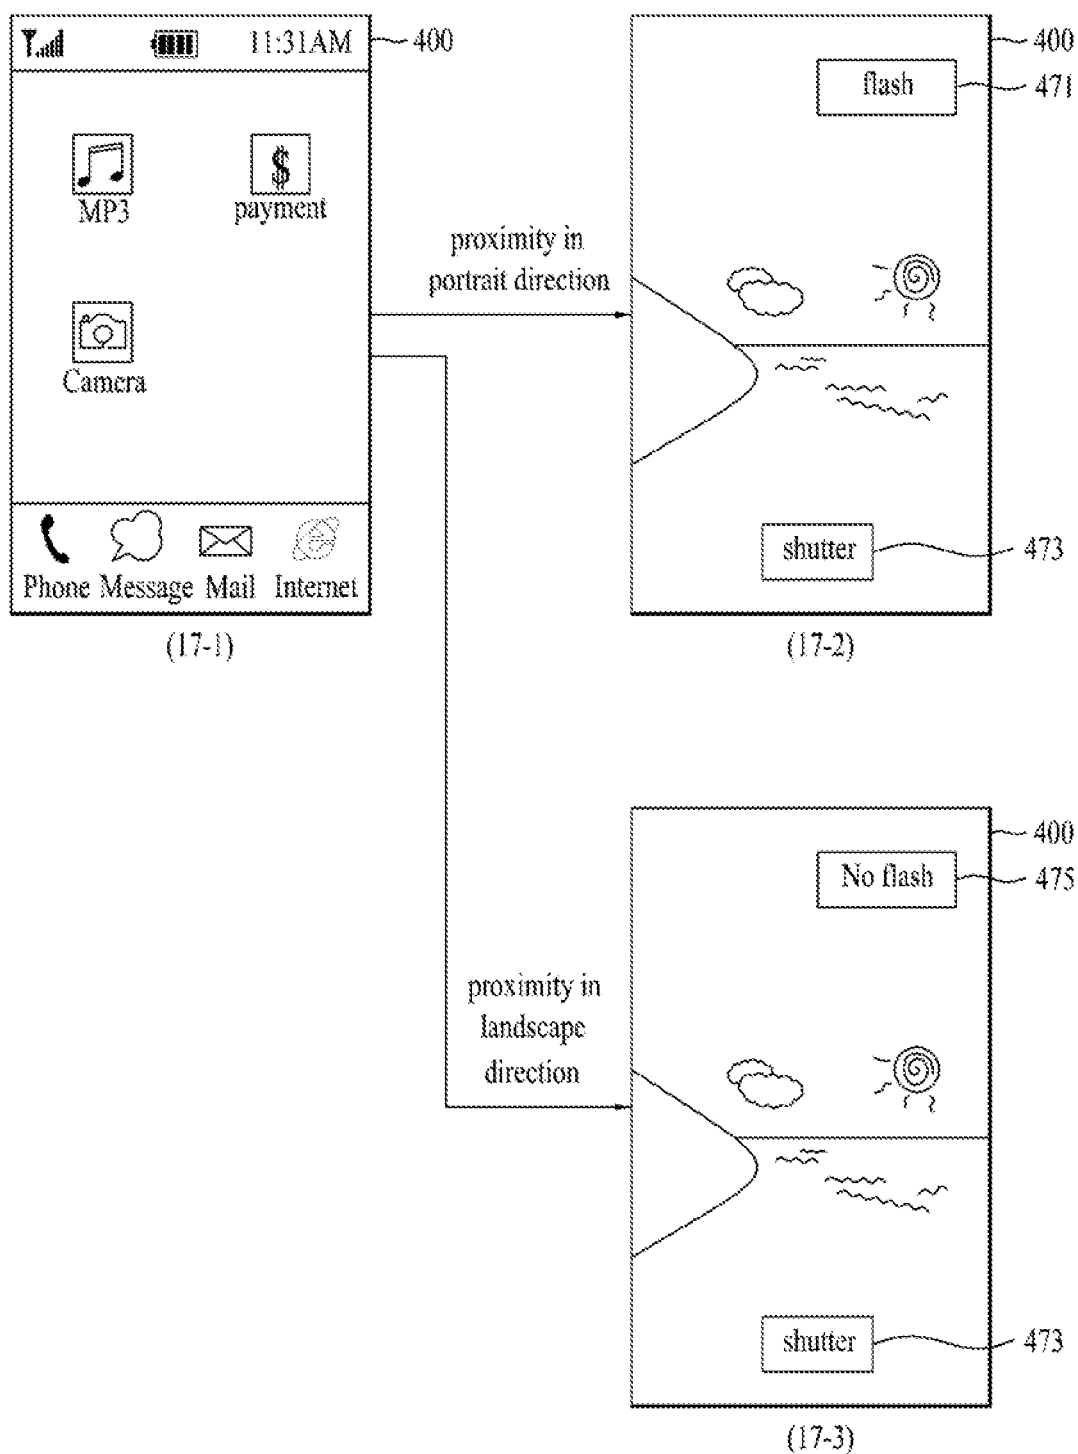 11:31AM
400
MP3
$
payment
Camera
Phone Message Mail Internet
(17-1)
proximity in
portrait direction
400
flash
471
shutter
473
(17-2)
proximity in
landscape
direction
400
No flash
475
shutter
473
(17-3)